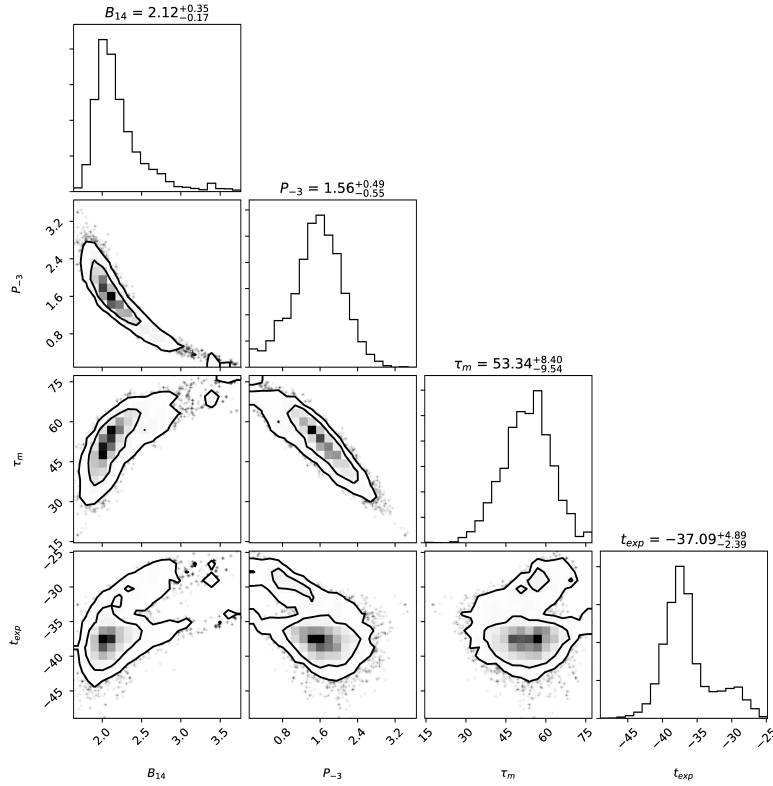 B₁₄ = 2.12⁺⁰·³⁵₋₀.₁₇
P₋₃ = 1.56⁺⁰·⁴⁹₋₀.₅₅
3.2
2.4
1.6
0.8
P₋₃
τₘ = 53.34⁺⁸·⁴⁰₋₉.₅₄
75
60
45
30
15
τₘ
t_exp = −37.09⁺⁴·⁸⁹₋₂.₃₉
−25
−30
−35
−40
−45
t_exp
2.0 2.5 3.0 3.5
0.8 1.6 2.4 3.2
15 30 45 60 75
−45 −40 −35 −30 −25
B₁₄ P₋₃ τₘ t_exp